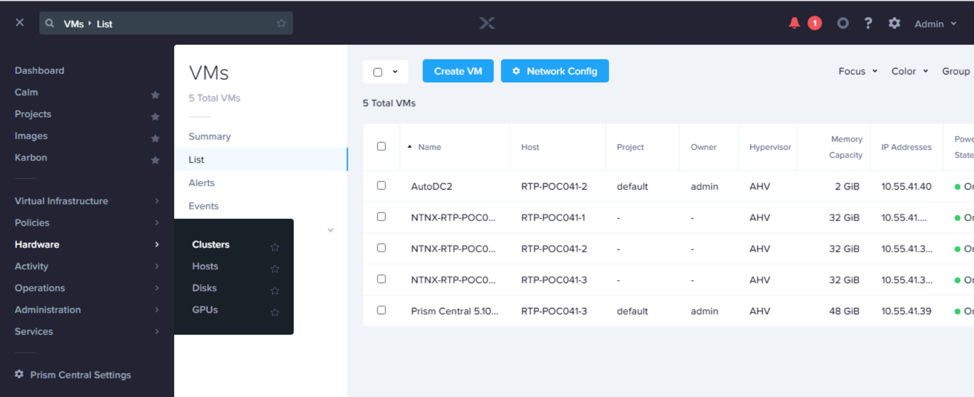 VMs › List
1
?
Admin
Dashboard
Calm
Projects
Images
Karbon
Virtual Infrastructure
Policies
Hardware
Activity
Operations
Administration
Services
Prism Central Settings
VMs
5 Total VMs
Summary
List
Alerts
Events
Clusters
Hosts
Disks
GPUs
Create VM
Network Config
Focus
Color
Group
5 Total VMs
Name Host Project Owner Hypervisor Memory Capacity IP Addresses Powe State
AutoDC2 RTP-POC041-2 default admin AHV 2 GiB 10.55.41.40 On
NTNX-RTP-POC0... RTP-POC041-1 - - AHV 32 GiB 10.55.41.... On
NTNX-RTP-POC0... RTP-POC041-2 - - AHV 32 GiB 10.55.41.3... On
NTNX-RTP-POC0... RTP-POC041-3 - - AHV 32 GiB 10.55.41.3... On
Prism Central 5.10... RTP-POC041-3 default admin AHV 48 GiB 10.55.41.39 On